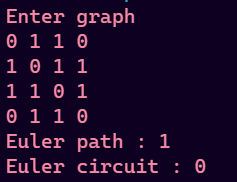 Enter graph
0 1 1 0
1 0 1 1
1 1 0 1
0 1 1 0
Euler path : 1
Euler circuit : 0